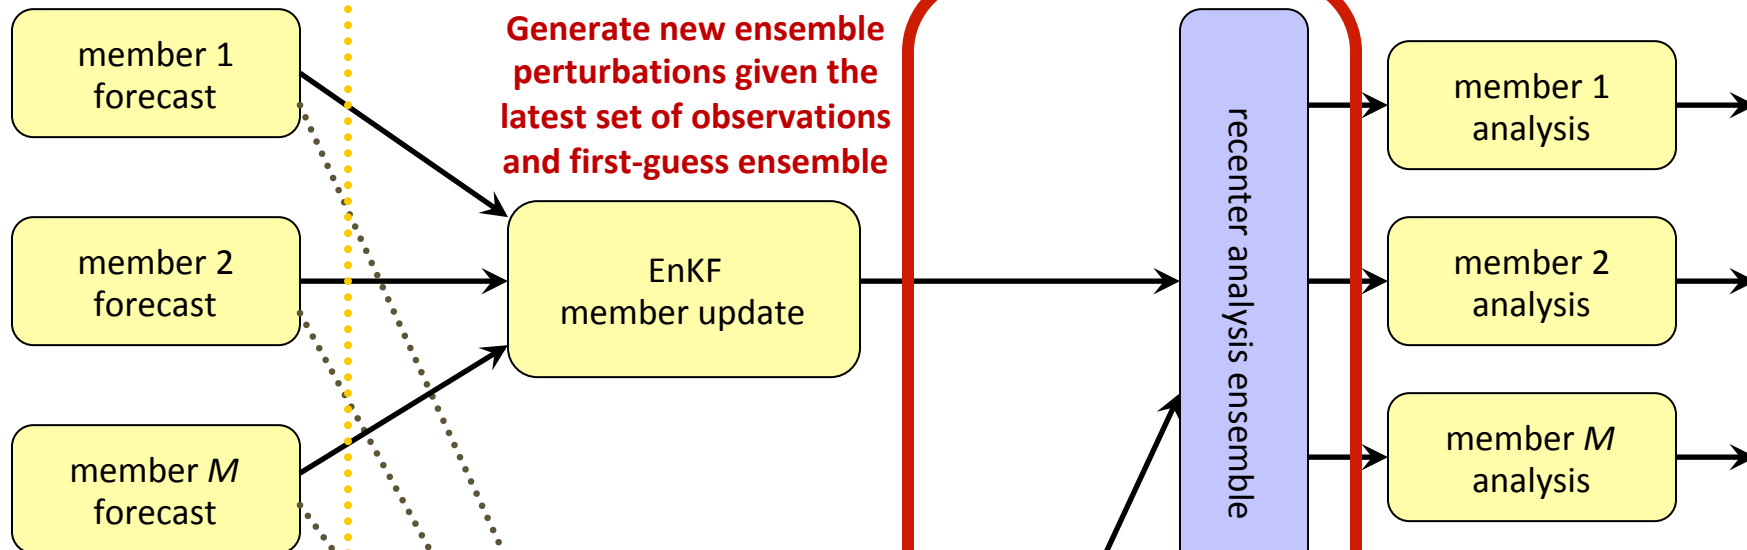 member 1
forecast
member 2
forecast
member M
forecast
Generate new ensemble
perturbations given the
latest set of observations
and first-guess ensemble
EnKF
member update
recenter analysis ensemble
member 1
analysis
member 2
analysis
member M
analysis